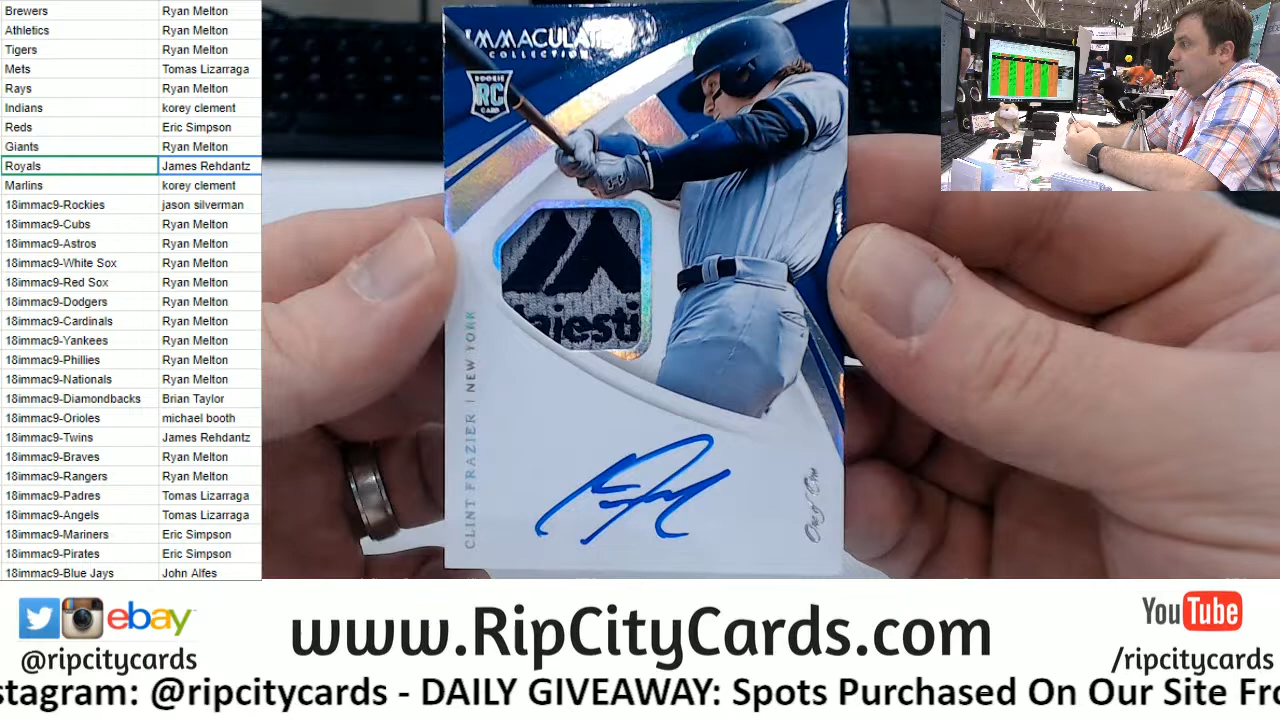 Brewers Ryan Melton
Athletics Ryan Melton
Tigers Ryan Melton
Mets Tomas Lizarraga
Rays Ryan Melton
Indians korey clement
Reds Eric Simpson
Giants Ryan Melton
Royals James Rehdantz
Marlins korey clement
18immac9-Rockies jason silverman
18immac9-Cubs Ryan Melton
18immac9-Astros Ryan Melton
18immac9-White Sox Ryan Melton
18immac9-Red Sox Ryan Melton
18immac9-Dodgers Ryan Melton
18immac9-Cardinals Ryan Melton
18immac9-Yankees Ryan Melton
18immac9-Phillies Ryan Melton
18immac9-Nationals Ryan Melton
18immac9-Diamondbacks Brian Taylor
18immac9-Orioles michael booth
18immac9-Twins James Rehdantz
18immac9-Braves Ryan Melton
18immac9-Rangers Ryan Melton
18immac9-Padres Tomas Lizarraga
18immac9-Angels Tomas Lizarraga
18immac9-Mariners Eric Simpson
18immac9-Pirates Eric Simpson
18immac9-Blue Jays John Alfes
IMMACULA
COLLECTION
ROOKIE
RC
CARD
ajesti
CLINT FRAZIER | NEW YORK
One of One
ebay
@ripcitycards
www.RipCityCards.com
YouTube
/ripcitycards
stagram: @ripcitycards - DAILY GIVEAWAY: Spots Purchased On Our Site Fro